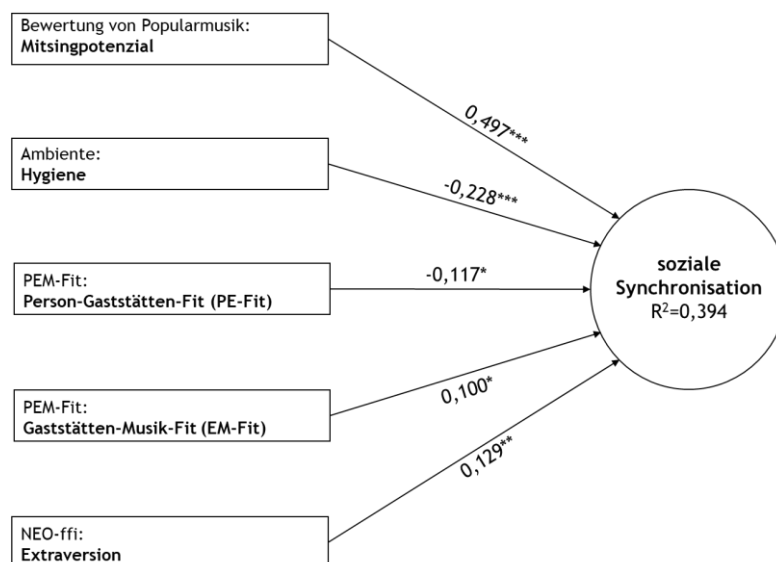 Bewertung von Popularmusik:
Mitsingpotenzial
0,497***
Ambiente:
Hygiene
-0,228***
PEM-Fit:
Person-Gaststätten-Fit (PE-Fit)
-0,117*
soziale
Synchronisation
R²=0,394
PEM-Fit:
Gaststätten-Musik-Fit (EM-Fit)
0,100*
0,129**
NEO-ffi:
Extraversion